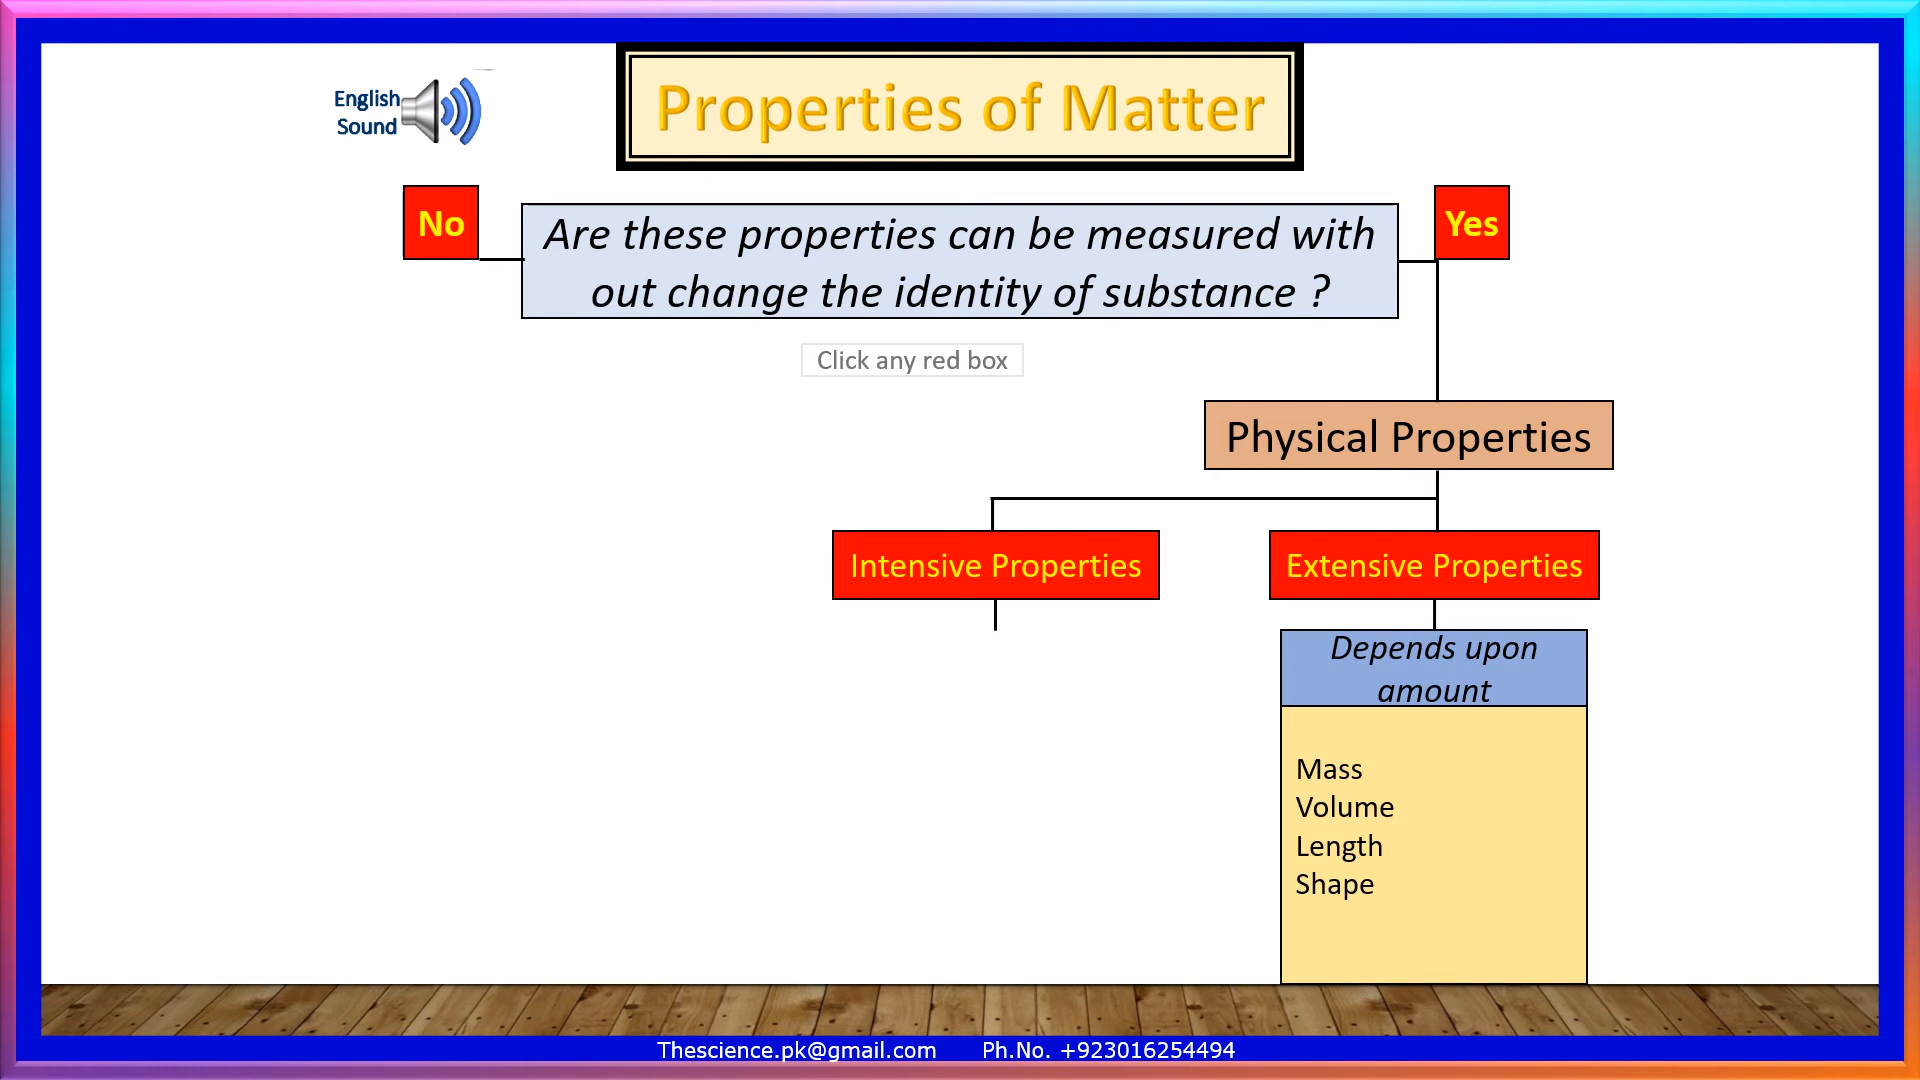 Properties of Matter
English
Sound
No
Are these properties can be measured with
out change the identity of substance ?
Yes
Click any red box
Physical Properties
Intensive Properties
Extensive Properties
Depends upon
amount
Mass
Volume
Length
Shape
Thescience.pk@gmail.com Ph.No. +923016254494